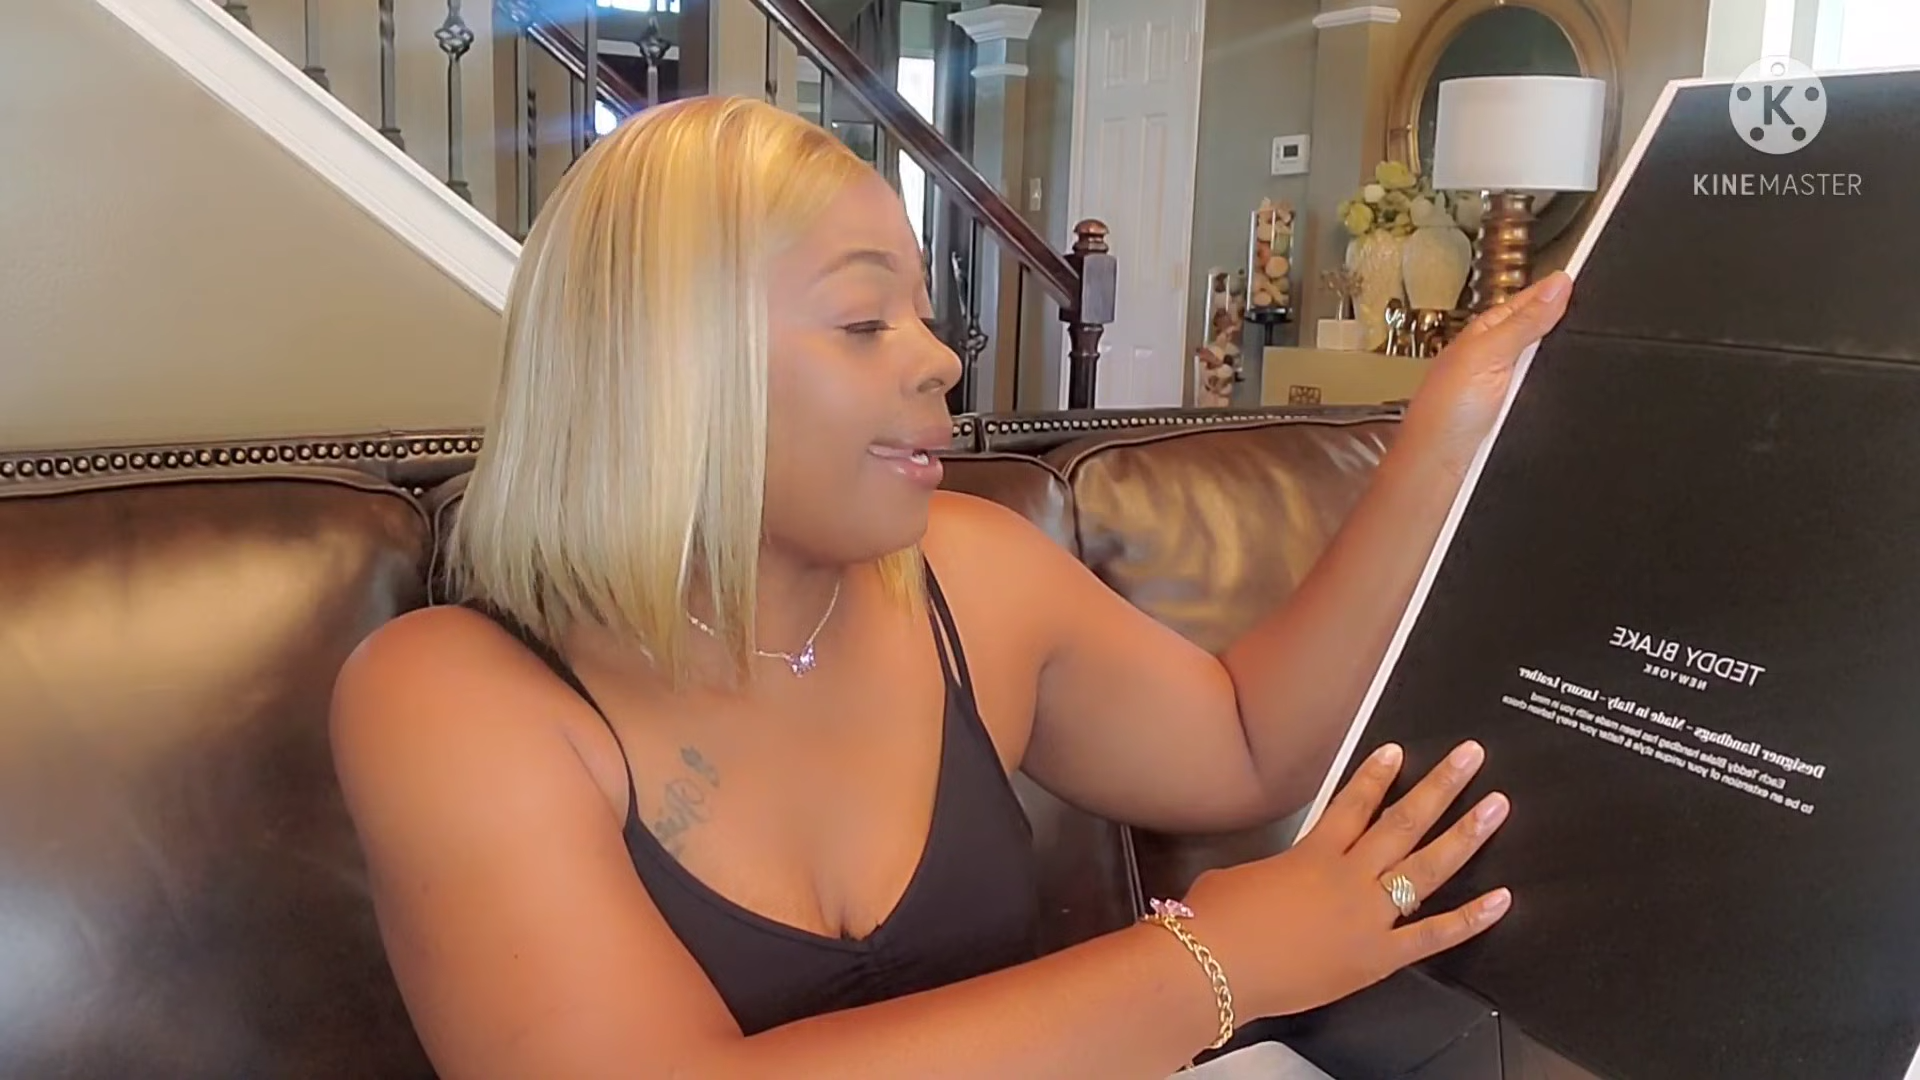 K
KINEMASTER
TEDDY BLAKE
NEW YORK
Designer Handbags - Made in Italy - Luxury Leather
Each Teddy Blake handbag has been made with you in mind
to be an extension of your unique style & flatter your every fashion choice